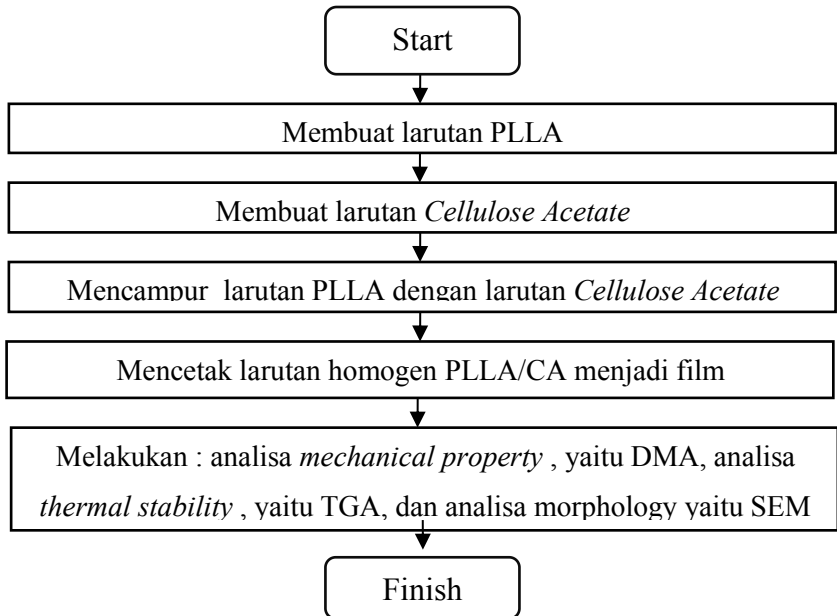 Start
Membuat larutan PLLA
Membuat larutan Cellulose Acetate
Mencampur larutan PLLA dengan larutan Cellulose Acetate
Mencetak larutan homogen PLLA/CA menjadi film
Melakukan : analisa mechanical property , yaitu DMA, analisa
thermal stability , yaitu TGA, dan analisa morphology yaitu SEM
Finish